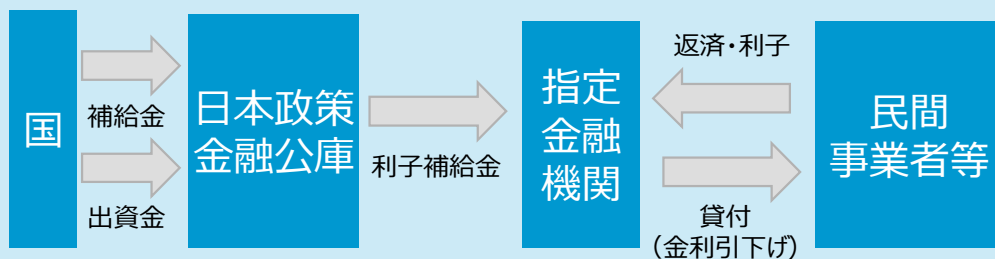 国
補給金
出資金
日本政策
金融公庫
利子補給金
指定
金融
機関
返済・利子
貸付
（金利引下げ）
民間
事業者等